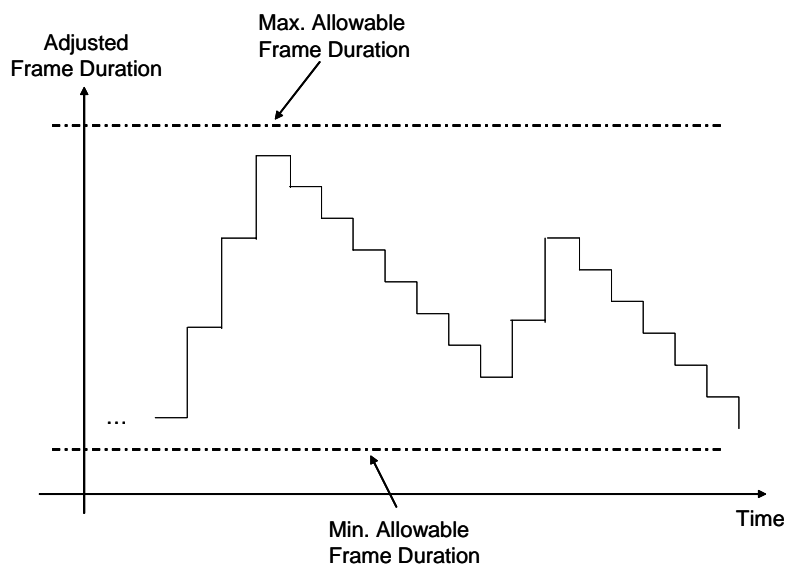 Max. Allowable
Frame Duration
Adjusted
Frame Duration
...
Time
Min. Allowable
Frame Duration